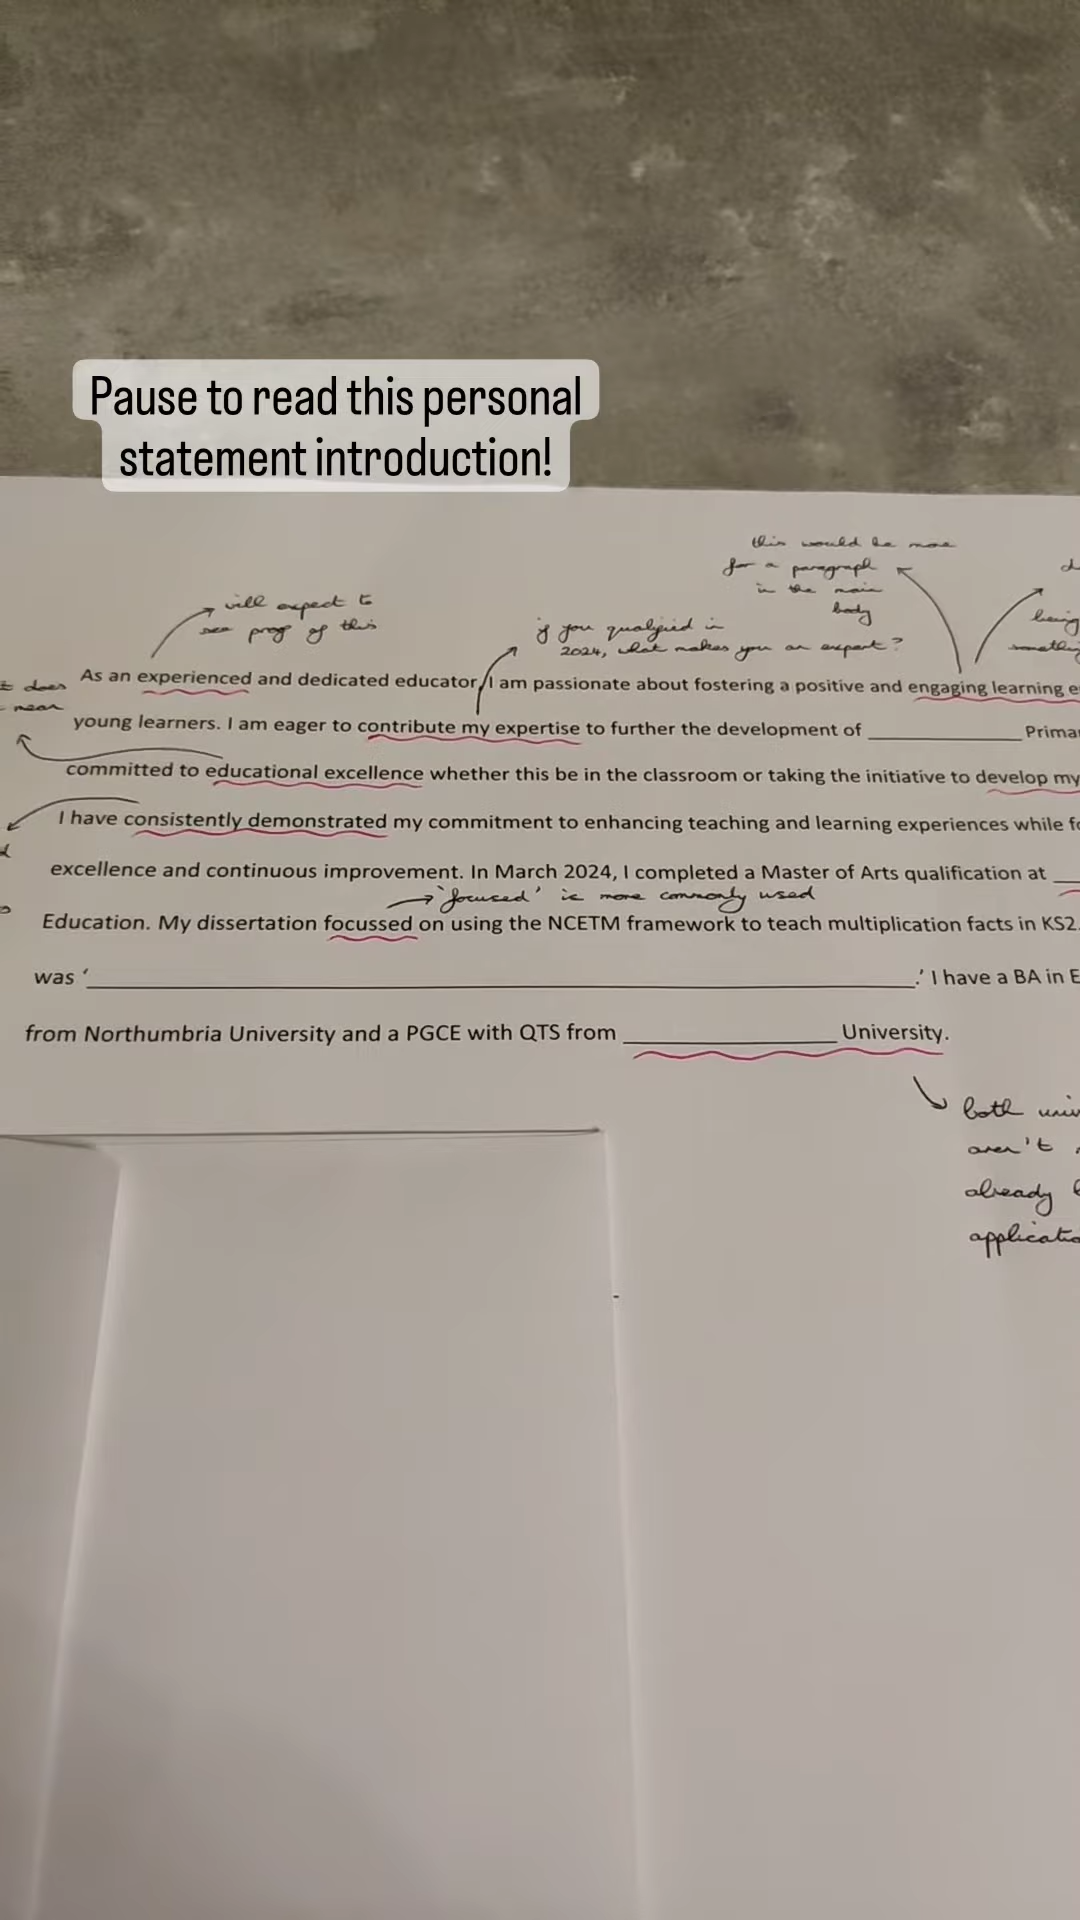 Pause to read this personal
statement introduction!
this would be more
for a paragraph
in the main
body
will expect to
see proof of this
if you qualified in
2024, what makes you an expert?
being
As an experienced and dedicated educator, I am passionate about fostering a positive and engaging learning
does
mean
young learners. I am eager to contribute my expertise to further the development of ____________ Prima
committed to educational excellence whether this be in the classroom or taking the initiative to develop my
I have consistently demonstrated my commitment to enhancing teaching and learning experiences while
excellence and continuous improvement. In March 2024, I completed a Master of Arts qualification at
'focused' is more commonly used
Education. My dissertation focussed on using the NCETM framework to teach multiplication facts in KS2.
was '____________.' I have a BA in E
from Northumbria University and a PGCE with QTS from ____________ University.
both
aren't
already
applicatio